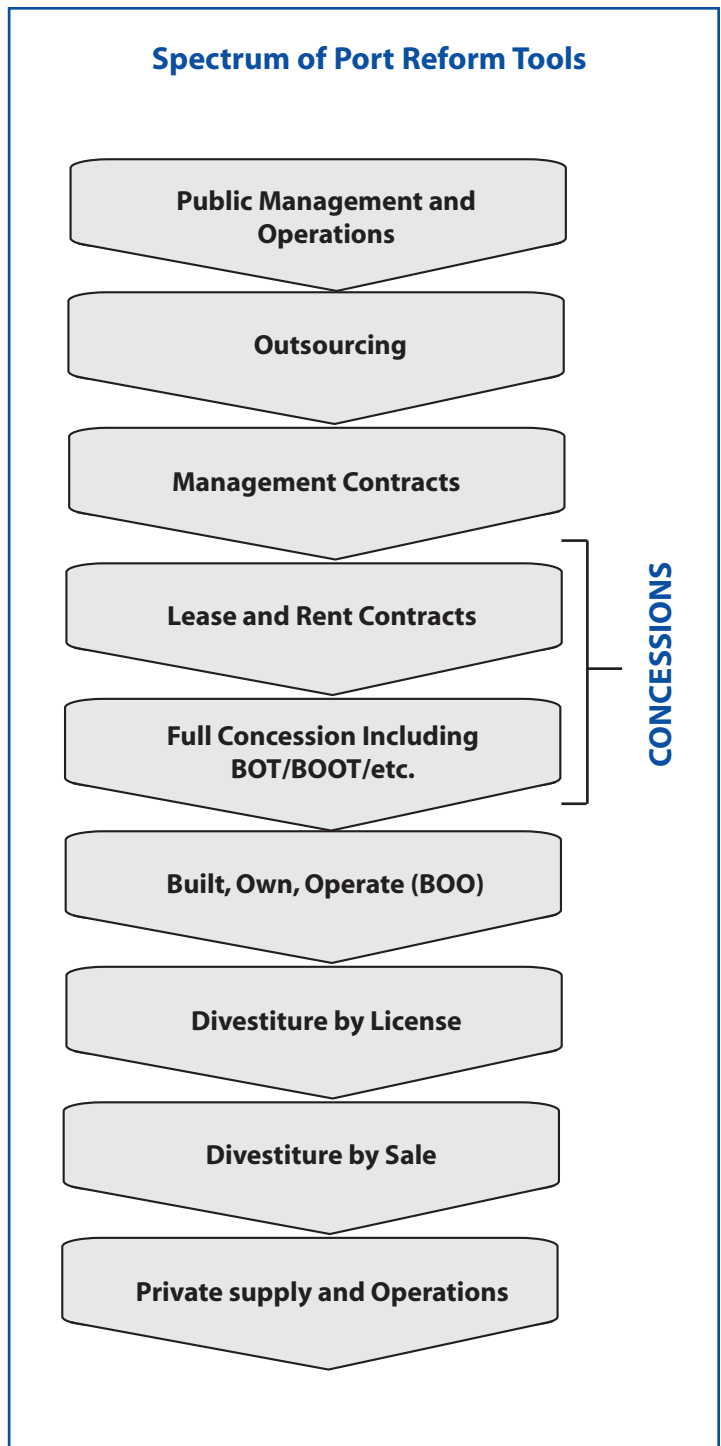 Spectrum of Port Reform Tools
Public Management and
Operations
Outsourcing
Management Contracts
Lease and Rent Contracts
Full Concession Including
BOT/BOOT/etc.
CONCESSIONS
Built, Own, Operate (BOO)
Divestiture by License
Divestiture by Sale
Private supply and Operations